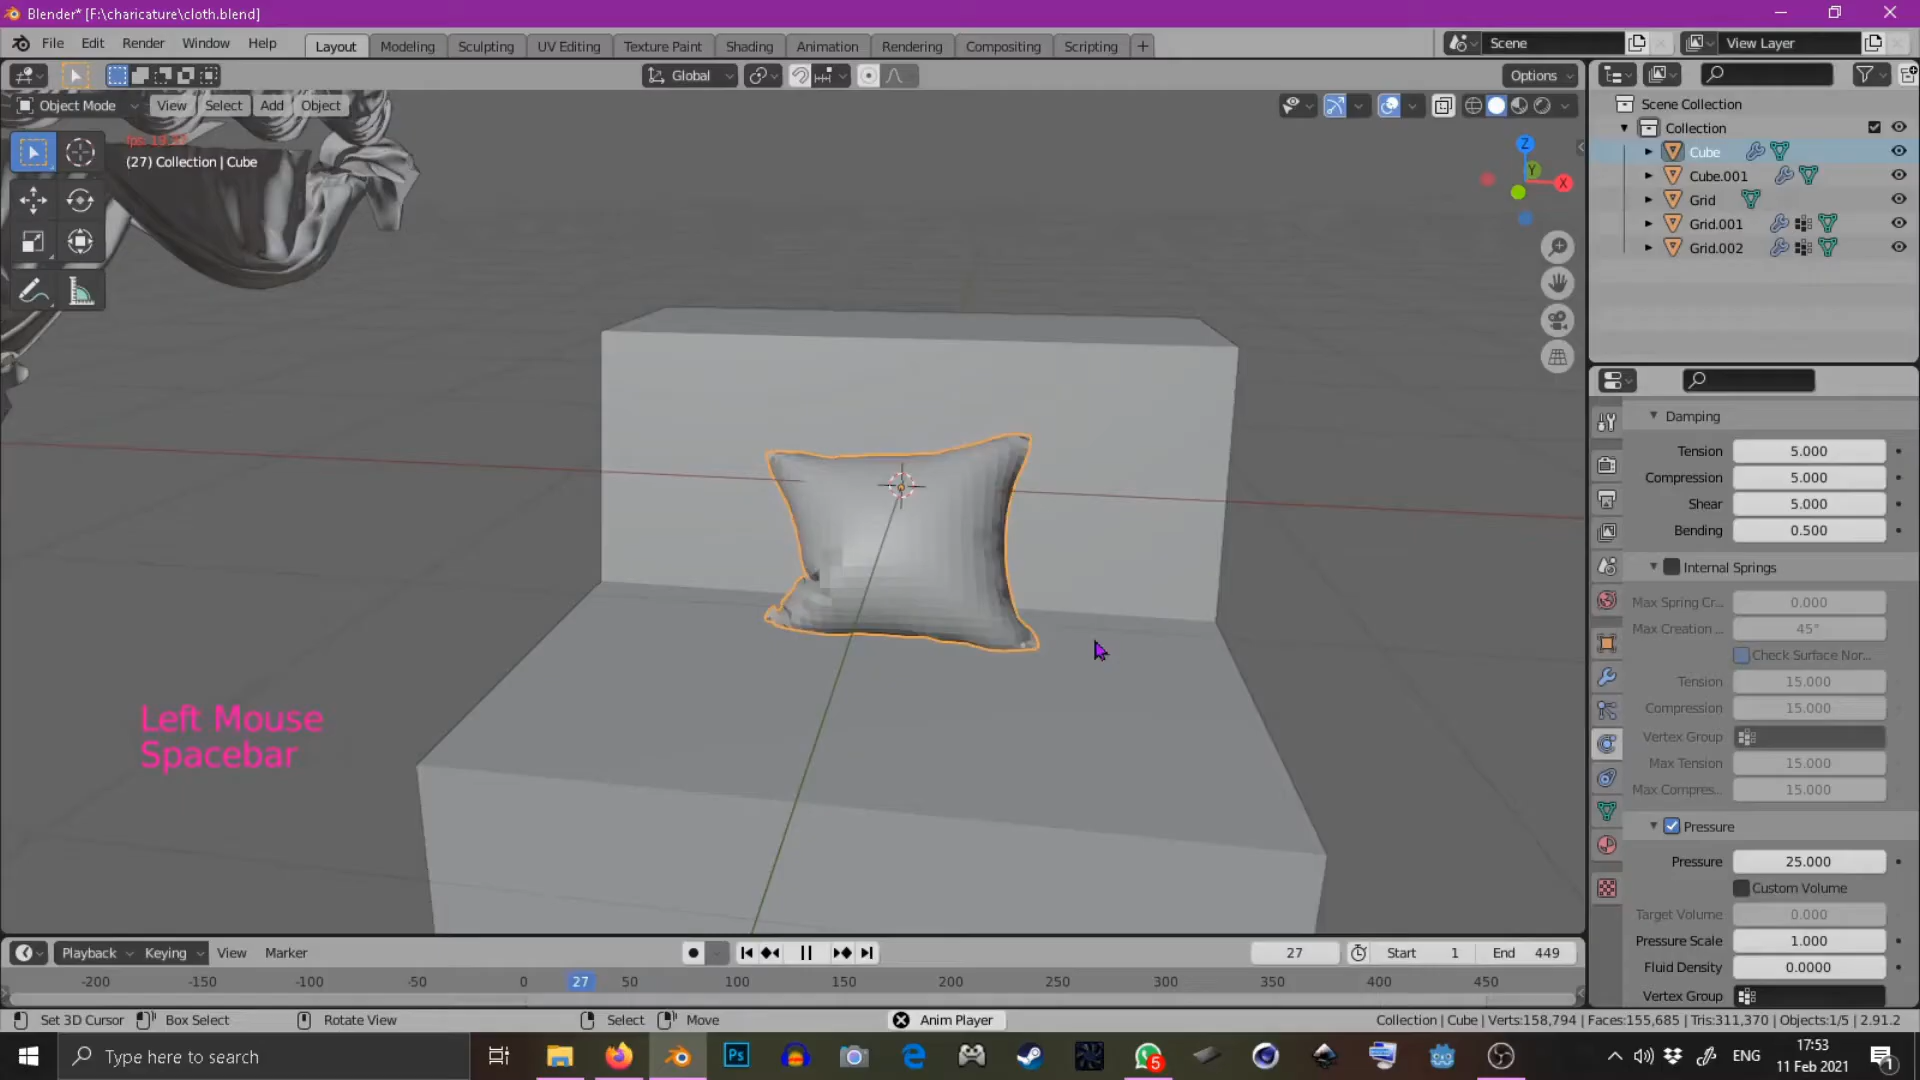 Blender* [F:\charicature\cloth.blend]
File Edit Render Window Help Layout Modeling Sculpting UV Editing Texture Paint Shading Animation Rendering Compositing Scripting + Scene View Layer
Global Options
Object Mode View Select Add Object
(27) Collection | Cube
Z
Y
X
Left Mouse
Spacebar
Scene Collection
Collection
Cube
Cube.001
Grid
Grid.001
Grid.002
Damping
Tension 5.000
Compression 5.000
Shear 5.000
Bending 0.500
Internal Springs
Max Spring Cr... 0.000
Max Creation ... 45°
Check Surface Nor...
Tension 15.000
Compression 15.000
Vertex Group
Max Tension 15.000
Max Compres... 15.000
Pressure
Pressure 25.000
Custom Volume
Target Volume 0.000
Pressure Scale 1.000
Fluid Density 0.0000
Vertex Group
Playback Keying View Marker 27 Start 1 End 449
-200 -150 -100 -50 0 27 50 100 150 200 250 300 350 400 450
Set 3D Cursor Box Select Rotate View Select Move Anim Player Collection | Cube | Verts:158,794 | Faces:155,685 | Tris:311,370 | Objects:1/5 | 2.91.2
Type here to search Ps 5 ENG 17:53
11 Feb 2021 1